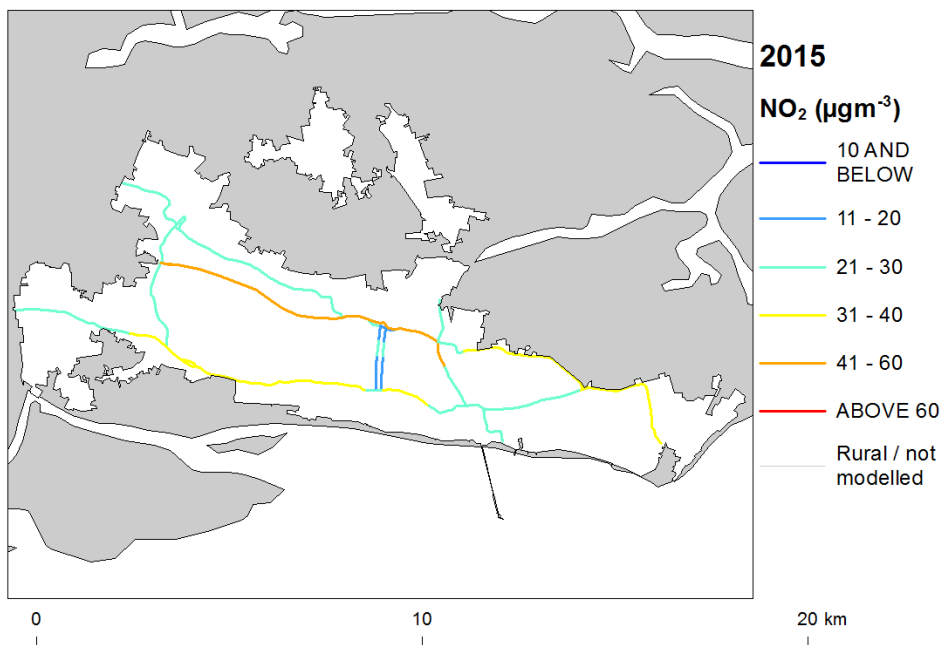 2015
NO₂ (µgm⁻³)
10 AND
BELOW
11 - 20
21 - 30
31 - 40
41 - 60
ABOVE 60
Rural / not
modelled
0
10
20 km